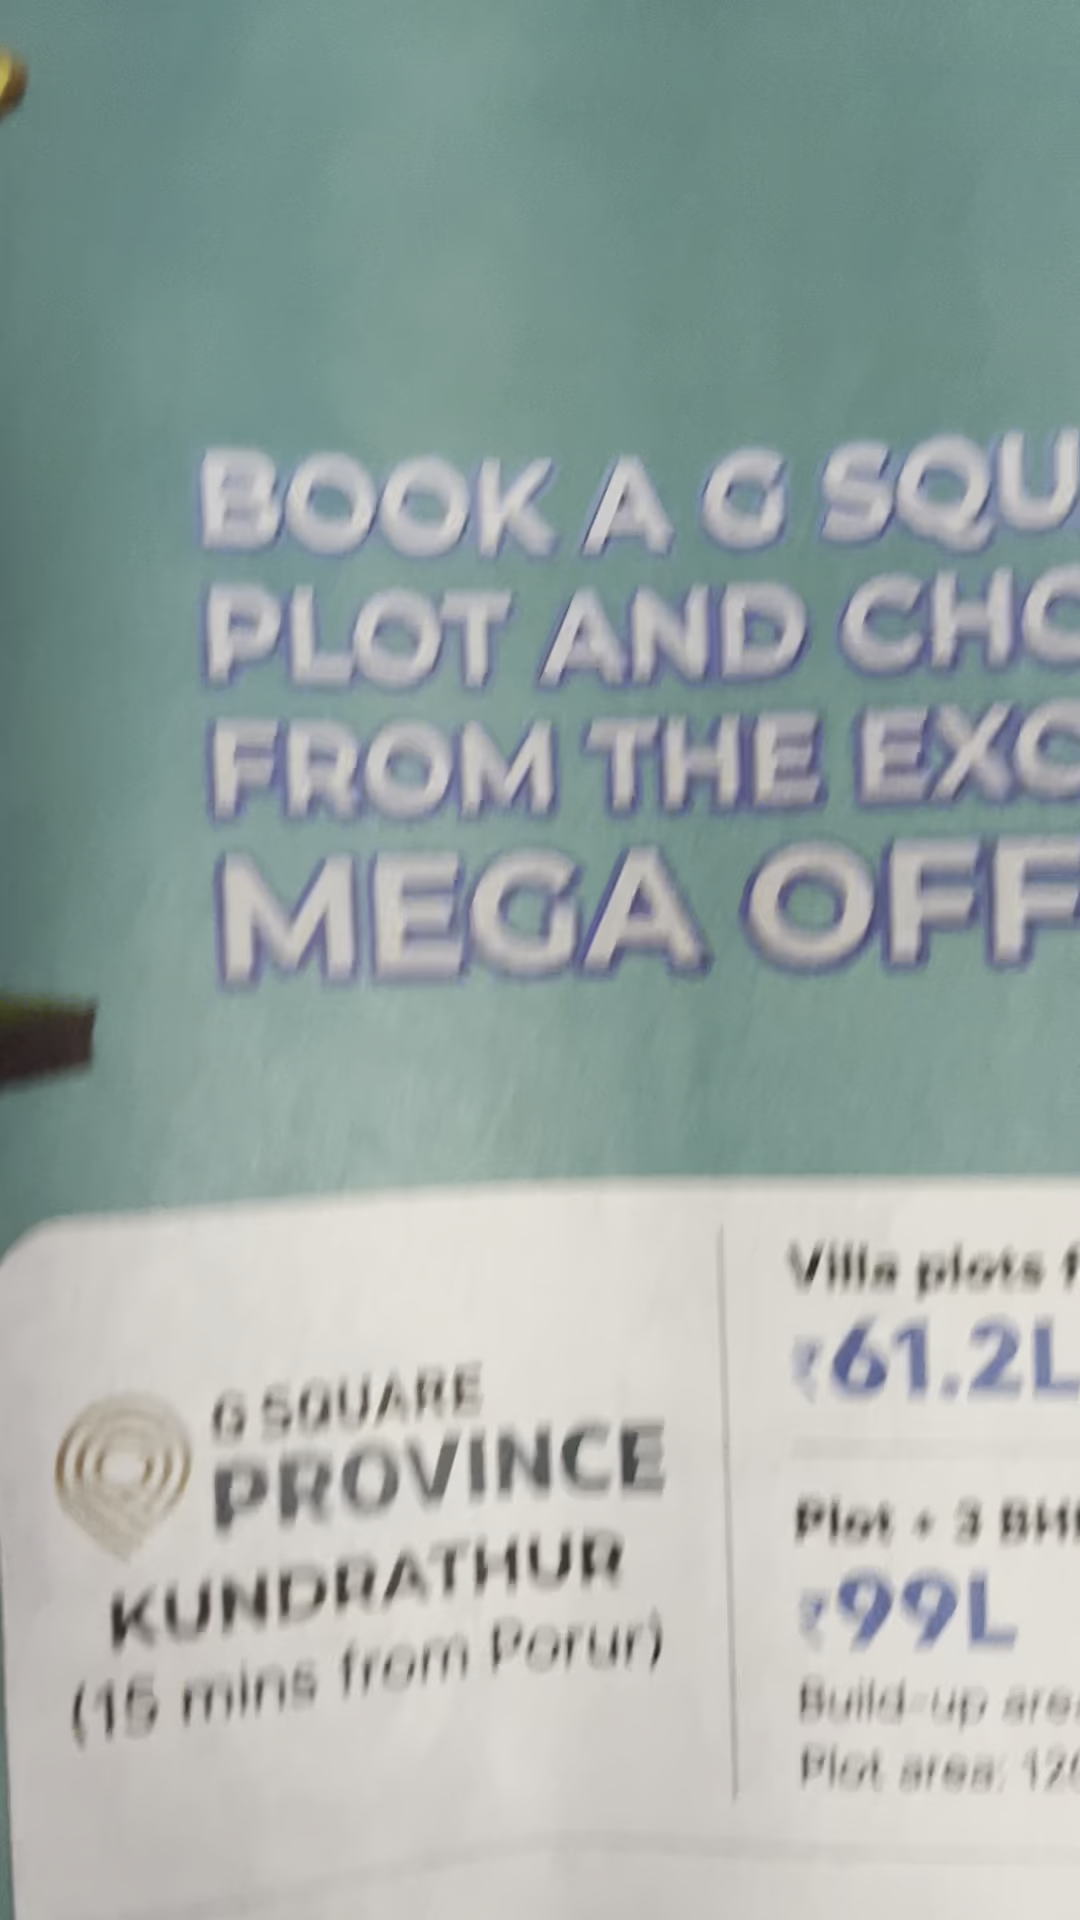 BOOK A G SQU
PLOT AND CHO
FROM THE EXC
MEGA OFF
G SQUARE
PROVINCE
KUNDRATHUR
(15 mins from Porur)
Villa plots f
₹61.2L
Plot + 3 BH
₹99L
Build-up are
Plot area: 120